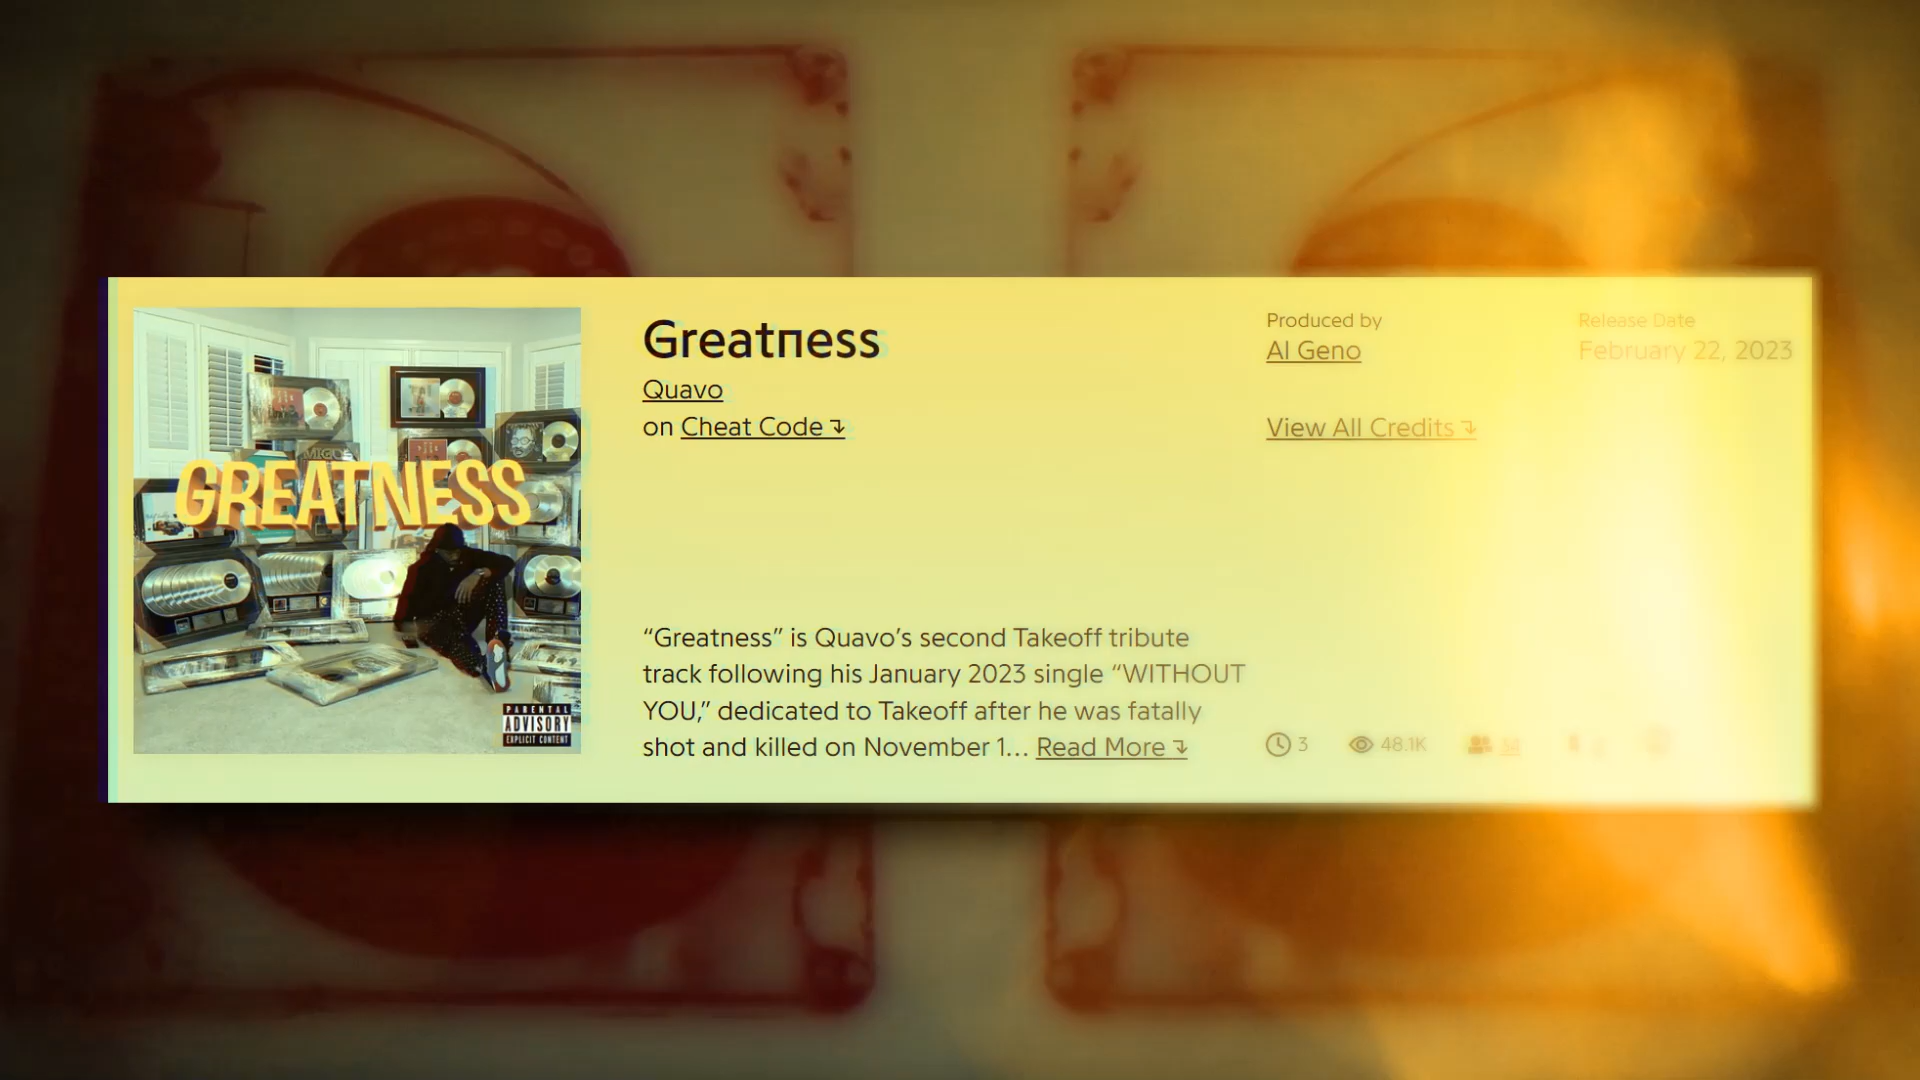 Greatness
Quavo
on Cheat Code
Produced by
Al Geno
View All Credits
Release Date
February 22, 2023
MIGOS
GREATNESS
PARENTAL
ADVISORY
EXPLICIT CONTENT
“Greatness” is Quavo’s second Takeoff tribute
track following his January 2023 single “WITHOUT
YOU,” dedicated to Takeoff after he was fatally
shot and killed on November 1... Read More
3
48.1K